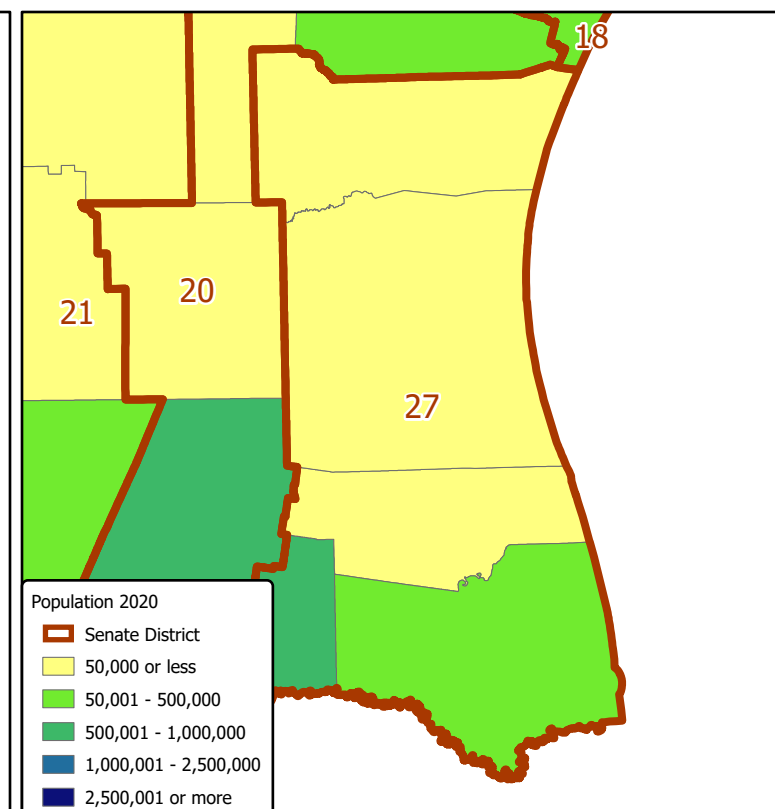 18
20
21
27
Population 2020
Senate District
50,000 or less
50,001 - 500,000
500,001 - 1,000,000
1,000,001 - 2,500,000
2,500,001 or more